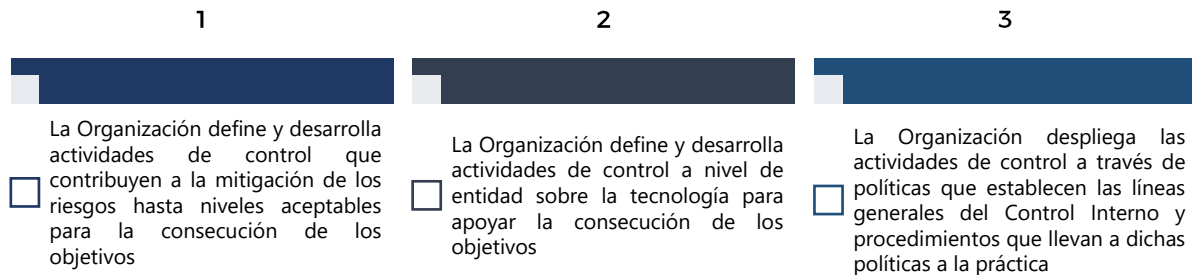 1
La Organización define y desarrolla
actividades de control que
contribuyen a la mitigación de los
riesgos hasta niveles aceptables
para la consecución de los
objetivos
2
La Organización define y desarrolla
actividades de control a nivel de
entidad sobre la tecnología para
apoyar la consecución de los
objetivos
3
La Organización despliega las
actividades de control a través de
políticas que establecen las líneas
generales del Control Interno y
procedimientos que llevan a dichas
políticas a la práctica